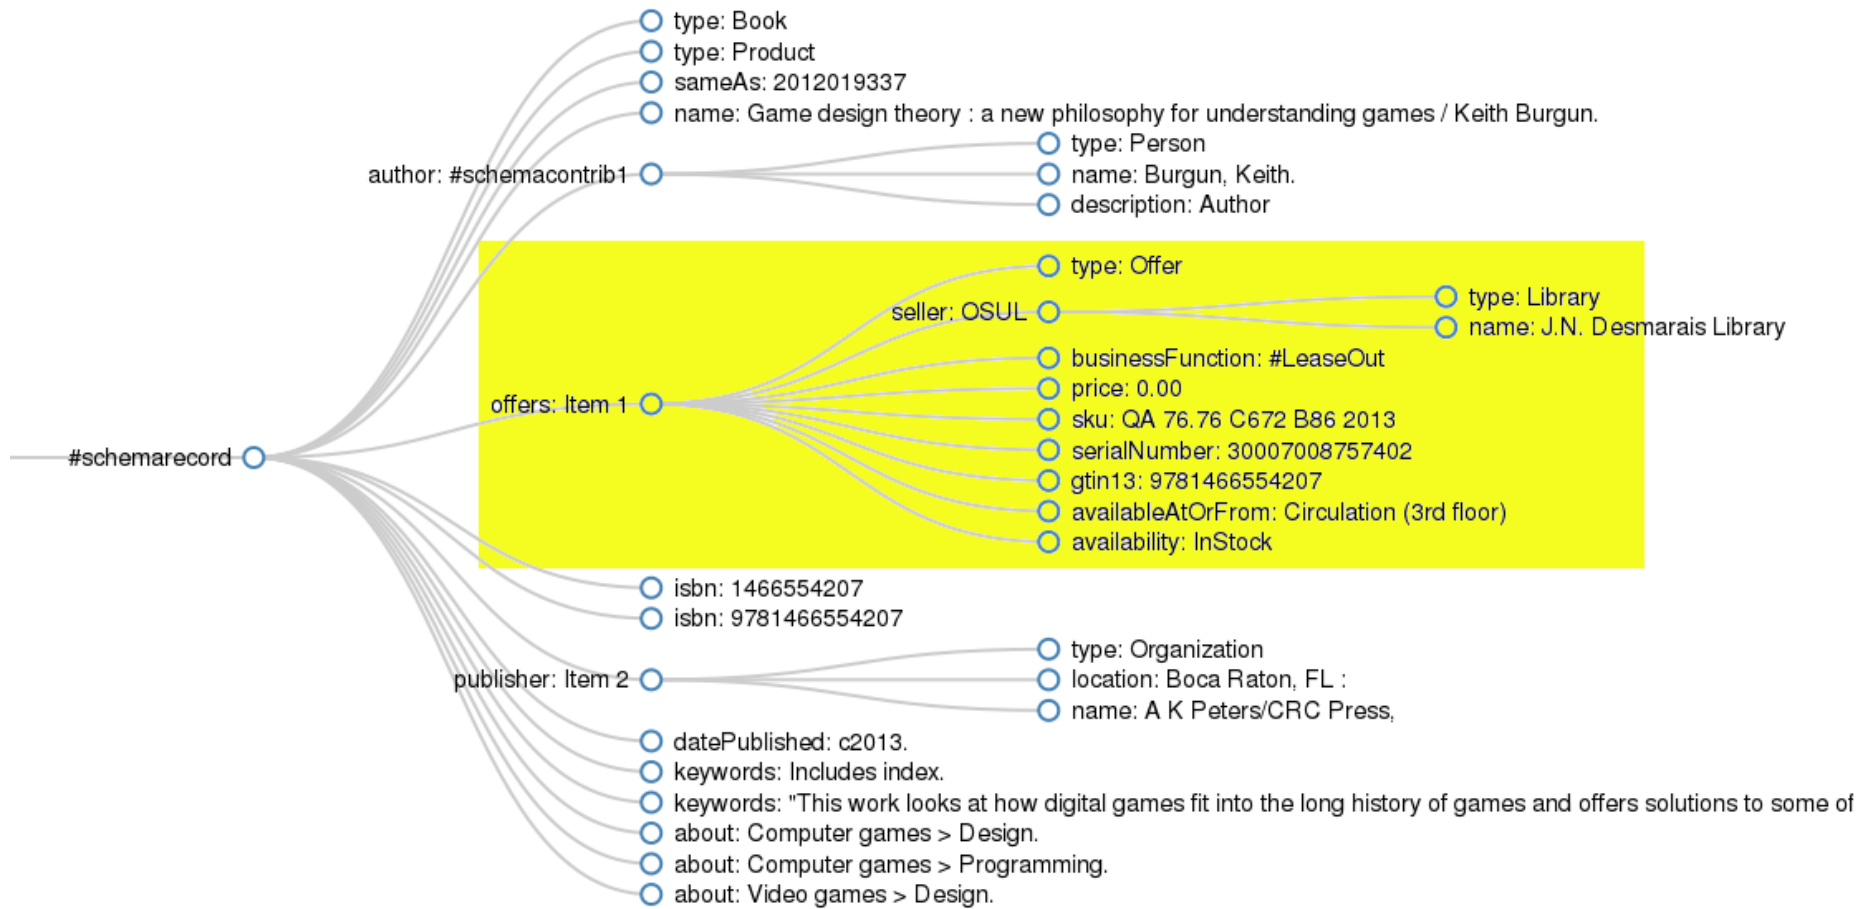 type: Book
type: Product
sameAs: 2012019337
name: Game design theory : a new philosophy for understanding games / Keith Burgun.
author: #schemacontrib1
type: Person
name: Burgun, Keith.
description: Author
type: Offer
seller: OSUL
type: Library
name: J.N. Desmarais Library
businessFunction: #LeaseOut
price: 0.00
offers: Item 1
sku: QA 76.76 C672 B86 2013
serialNumber: 30007008757402
#schemarecord
gtin13: 9781466554207
availableAtOrFrom: Circulation (3rd floor)
availability: InStock
isbn: 1466554207
isbn: 9781466554207
publisher: Item 2
type: Organization
location: Boca Raton, FL :
name: A K Peters/CRC Press,
datePublished: c2013.
keywords: Includes index.
keywords: "This work looks at how digital games fit into the long history of games and offers solutions to some of
about: Computer games > Design.
about: Computer games > Programming.
about: Video games > Design.